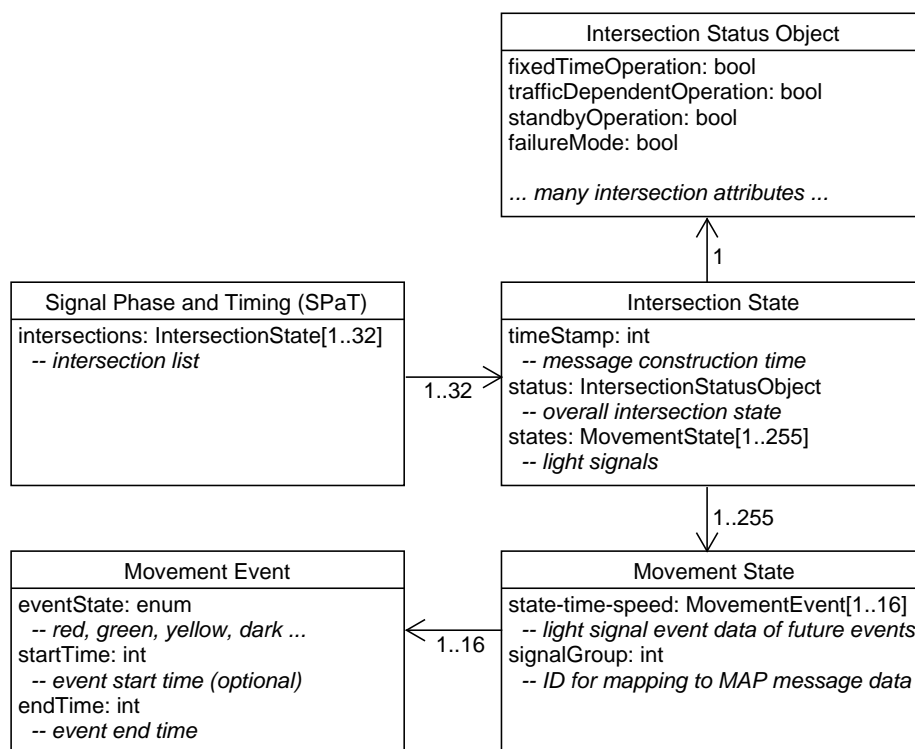 Intersection Status Object
fixedTimeOperation: bool
trafficDependentOperation: bool
standbyOperation: bool
failureMode: bool
... many intersection attributes ...
1
Signal Phase and Timing (SPaT)
intersections: IntersectionState[1..32]
-- intersection list
1..32
Intersection State
timeStamp: int
-- message construction time
status: IntersectionStatusObject
-- overall intersection state
states: MovementState[1..255]
-- light signals
1..255
Movement Event
eventState: enum
-- red, green, yellow, dark ...
startTime: int
-- event start time (optional)
endTime: int
-- event end time
1..16
Movement State
state-time-speed: MovementEvent[1..16]
-- light signal event data of future events
signalGroup: int
-- ID for mapping to MAP message data